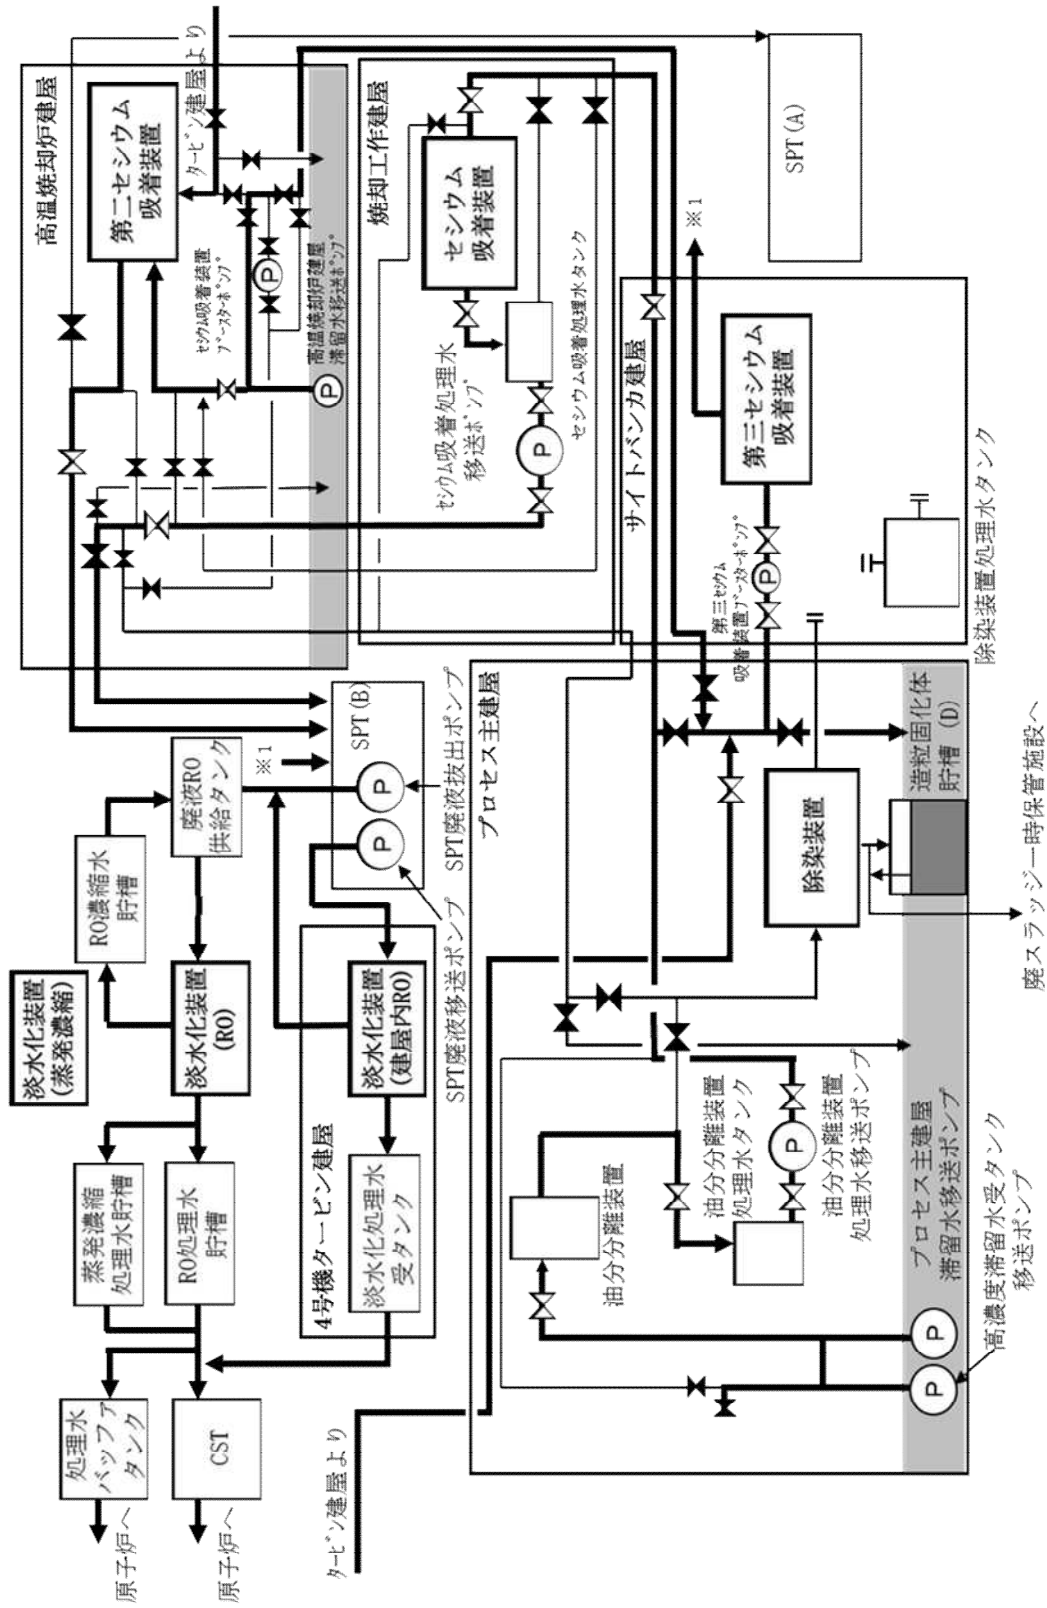 タービン建屋より
高温焼却炉建屋
第二セシウム
吸着装置
セシウム吸着装置
ブースターポンプ
高温焼却炉建屋
滞留水移送ポンプ
焼却工作建屋
セシウム
吸着装置
セシウム吸着処理水
移送ポンプ
セシウム吸着処理水タンク
P
P
P
SPT(A)
※1
サイトバンカ建屋
第三セシウム
吸着装置
第三セシウム
吸着装置ブースターポンプ
P
除染装置処理水タンク
SPT(B)
P
P
SPT廃液抜出ポンプ
SPT廃液移送ポンプ
※1
廃液RO
供給タンク
RO濃縮水
貯槽
淡水化装置
(蒸発濃縮)
淡水化装置
(RO)
淡水化装置
(建屋内RO)
4号機タービン建屋
淡水化処理水
受タンク
蒸発濃縮
処理水貯槽
RO処理水
貯槽
処理水
バッファ
タンク
CST
原子炉へ
原子炉へ
タービン建屋より
プロセス主建屋
造粒固化体
貯槽(D)
除染装置
廃スラッジ一時保管施設へ
油分分離装置
油分分離装置
処理水タンク
油分分離装置
処理水移送ポンプ
P
プロセス主建屋
滞留水移送ポンプ
P
P
高濃度滞留水受タンク
移送ポンプ